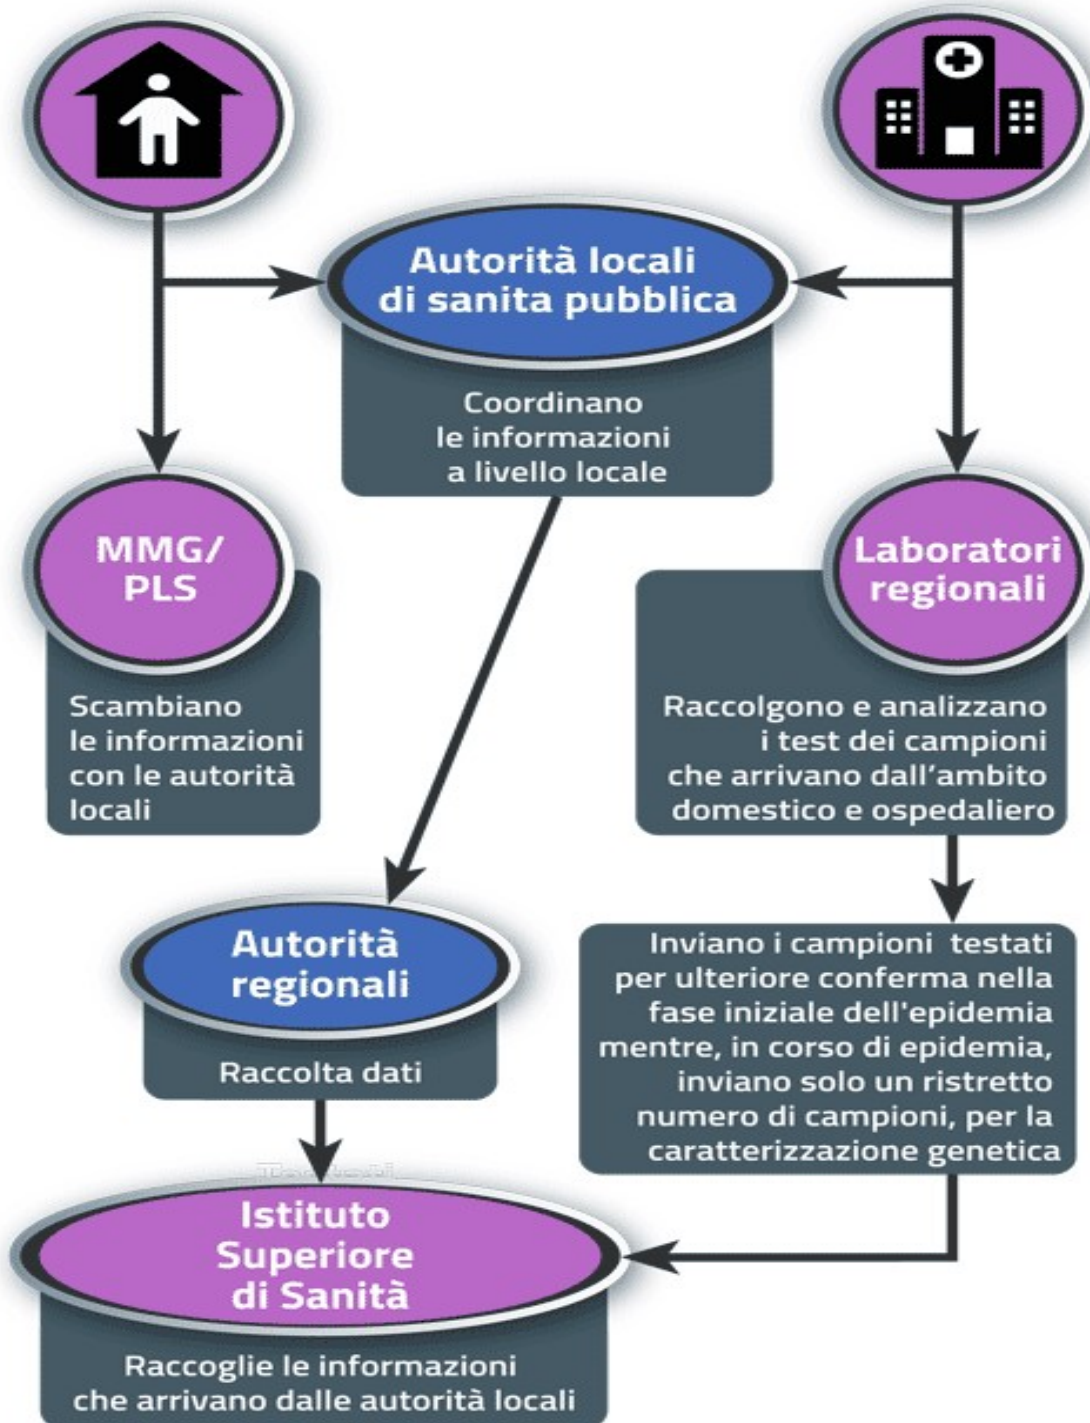 Autorità locali
di sanita pubblica
Coordinano
le informazioni
a livello locale
MMG/
PLS
Scambiano
le informazioni
con le autorità
locali
Laboratori
regionali
Raccolgono e analizzano
i test dei campioni
che arrivano dall'ambito
domestico e ospedaliero
Autorità
regionali
Raccolta dati
Inviano i campioni testati
per ulteriore conferma nella
fase iniziale dell'epidemia
mentre, in corso di epidemia,
inviano solo un ristretto
numero di campioni, per la
caratterizzazione genetica
Istituto
Superiore
di Sanità
Raccoglie le informazioni
che arrivano dalle autorità locali